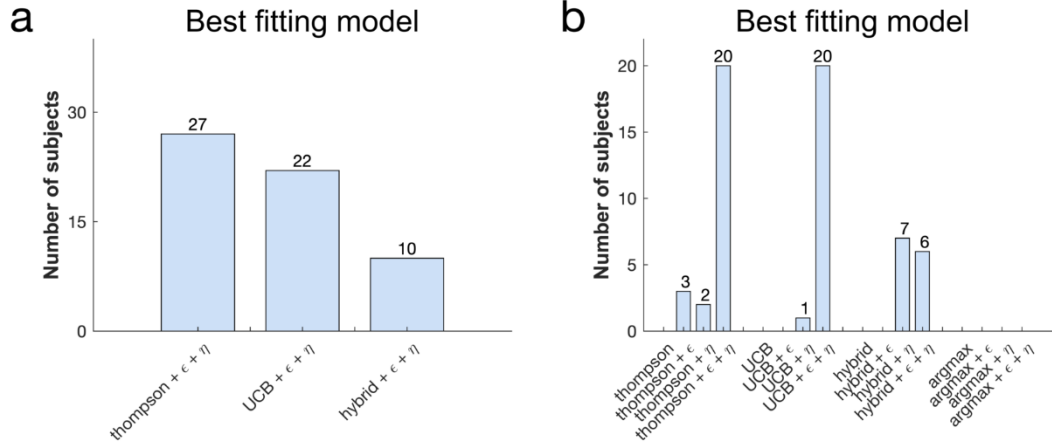 a
Best fitting model
Number of subjects
30
15
0
27
22
10
thompson + ϵ + η
UCB + ϵ + η
hybrid + ϵ + η
b
Best fitting model
Number of subjects
20
15
10
5
0
3
2
20
1
20
7
6
thompson
thompson + ϵ
thompson + η
thompson + ϵ + η
UCB
UCB + ϵ
UCB + η
UCB + ϵ + η
hybrid
hybrid + ϵ
hybrid + η
hybrid + ϵ + η
argmax
argmax + ϵ
argmax + η
argmax + ϵ + η